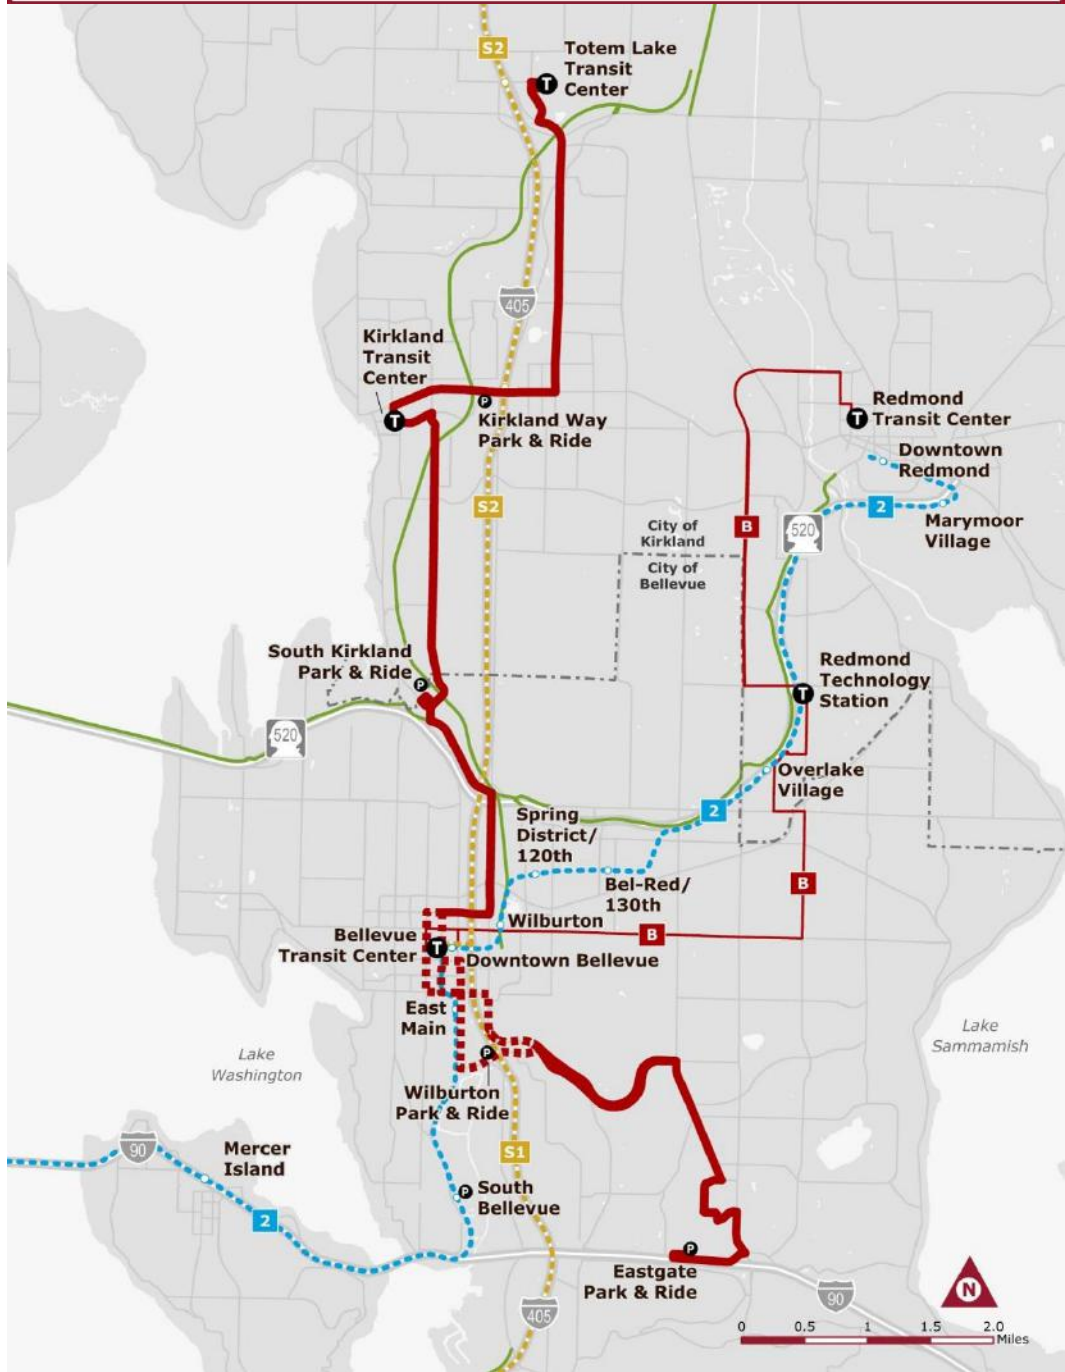 S2
Totem Lake
Transit
Center
T
405
Kirkland
Transit
Center
T
P
Kirkland Way
Park & Ride
Redmond
Transit Center
T
Downtown
Redmond
S2
2
B
520
Marymoor
Village
City of
Kirkland
City of
Bellevue
South Kirkland
Park & Ride
P
Redmond
Technology
Station
T
520
Overlake
Village
2
Spring
District/
120th
Bel-Red/
130th
B
Wilburton
B
Bellevue
Transit Center
T
Downtown Bellevue
East
Main
Lake
Washington
Lake
Sammamish
P
Wilburton
Park & Ride
90
Mercer
Island
S1
P
South
Bellevue
2
P
Eastgate
Park & Ride
405
90
N
0 0.5 1 1.5 2.0
Miles